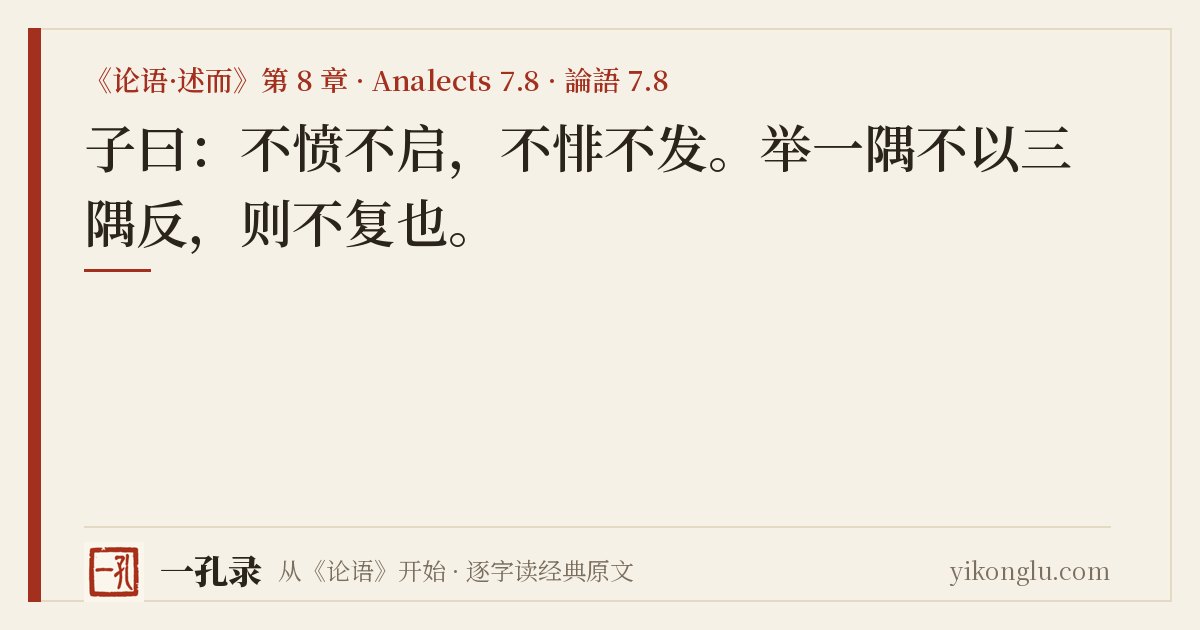 《论语·述而》第 8 章 · Analects 7.8 · 論語 7.8
子曰：不愤不启，不悱不发。举一隅不以三
隅反，则不复也。
一孔
一孔录 从《论语》开始 · 逐字读经典原文 yikonglu.com